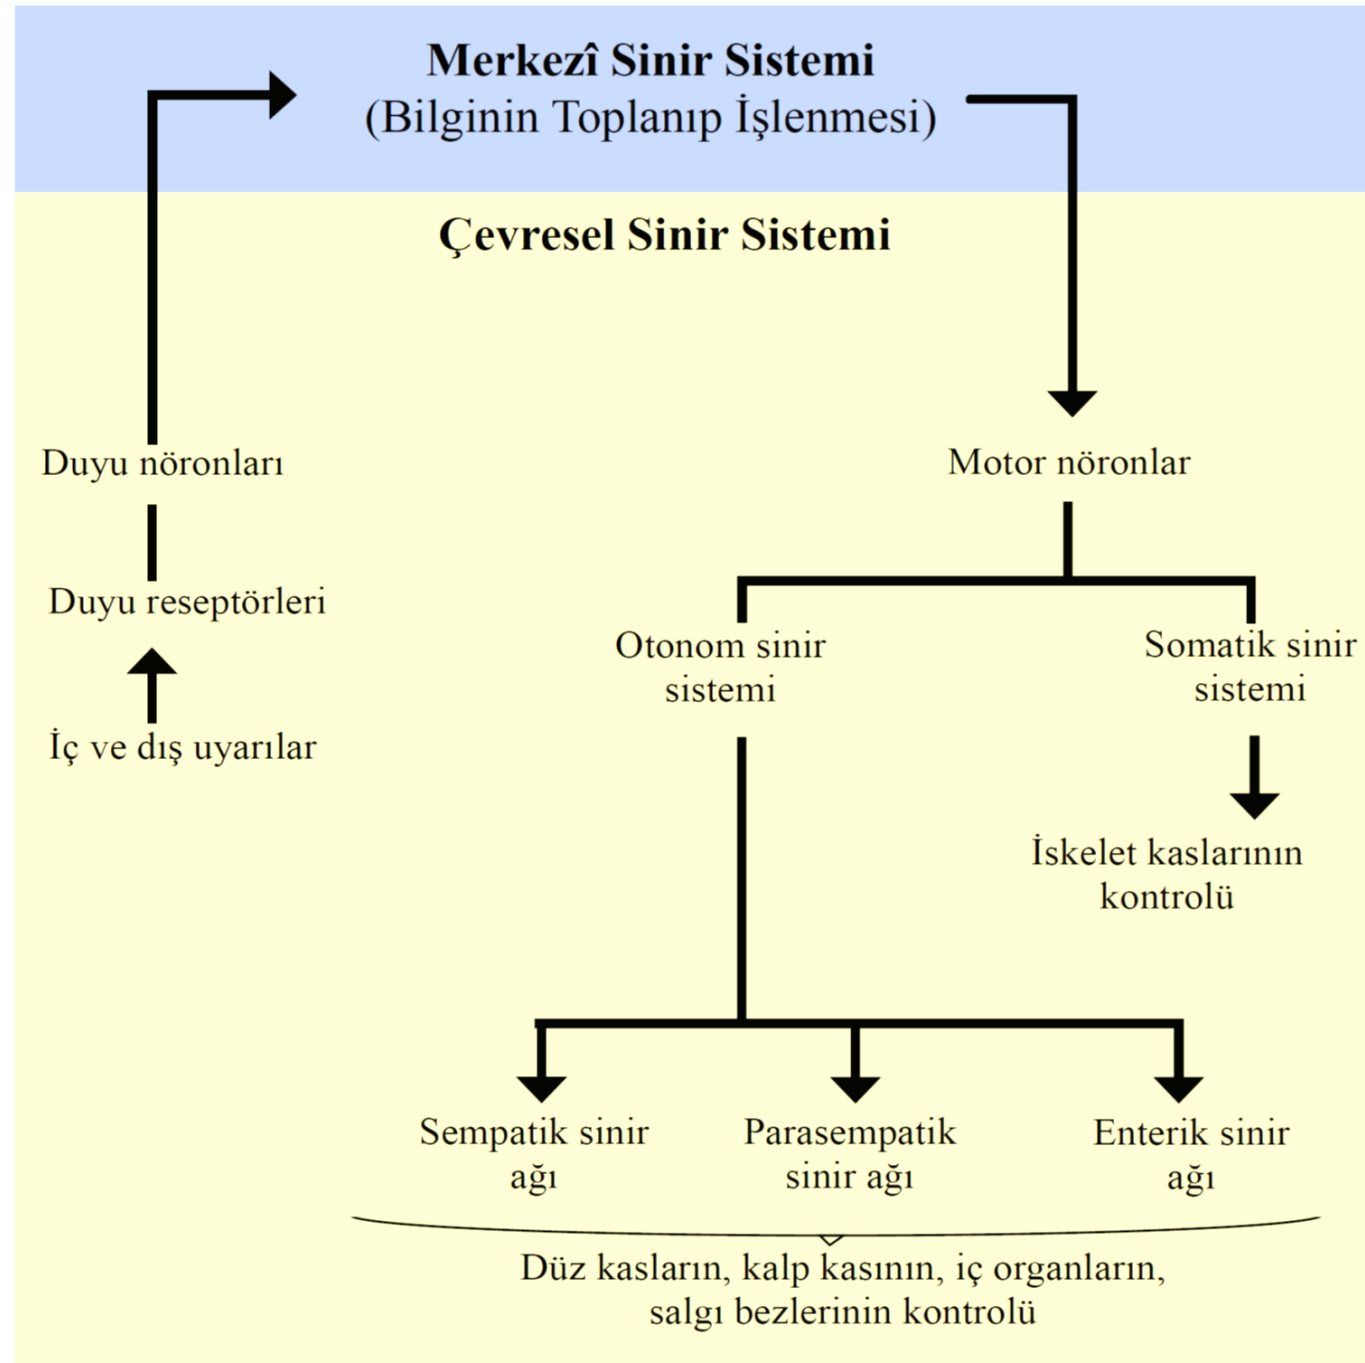 Merkezî Sinir Sistemi
(Bilginin Toplanıp İşlenmesi)
Çevresel Sinir Sistemi
Duyu nöronları
Duyu reseptörleri
İç ve dış uyarılar
Motor nöronlar
Otonom sinir
sistemi
Somatik sinir
sistemi
İskelet kaslarının
kontrolü
Sempatik sinir
ağı
Parasempatik
sinir ağı
Enterik sinir
ağı
Düz kasların, kalp kasının, iç organların,
salgı bezlerinin kontrolü